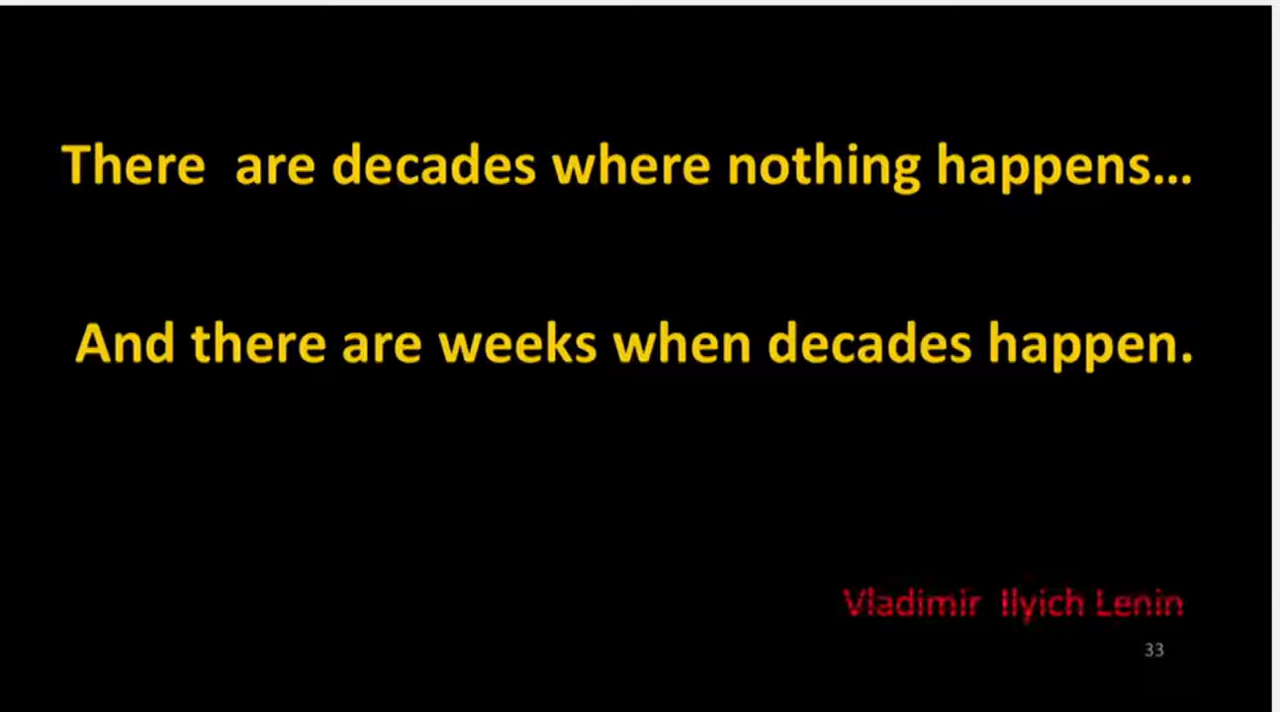 There are decades where nothing happens...
And there are weeks when decades happen.
Vladimir Ilyich Lenin
33